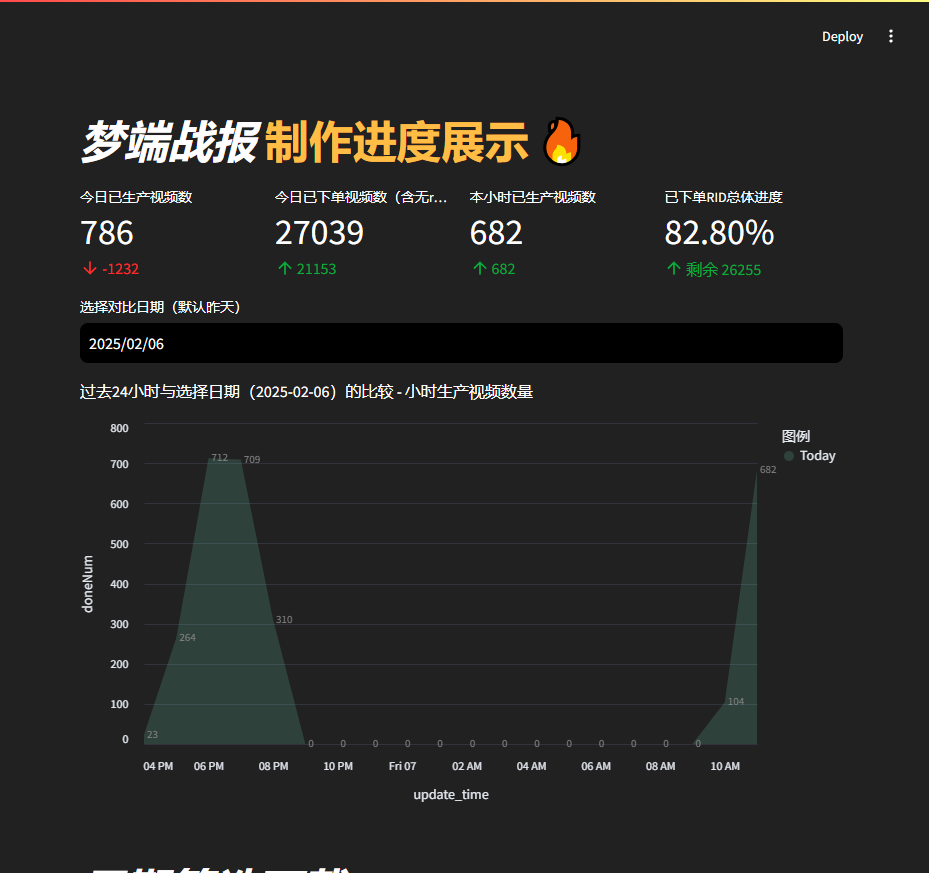 Deploy
梦端战报 制作进度展示
今日已生产视频数
786
-1232
今日已下单视频数（含无r...
27039
21153
本小时已生产视频数
682
682
已下单RID总体进度
82.80%
剩余 26255
选择对比日期（默认昨天）
2025/02/06
过去24小时与选择日期（2025-02-06）的比较 - 小时生产视频数量
图例
Today
doneNum
800
700
600
500
400
300
200
100
0
23
264
712
709
310
0
0
0
0
0
0
0
0
0
0
0
0
0
104
682
04 PM
06 PM
08 PM
10 PM
Fri 07
02 AM
04 AM
06 AM
08 AM
10 AM
update_time